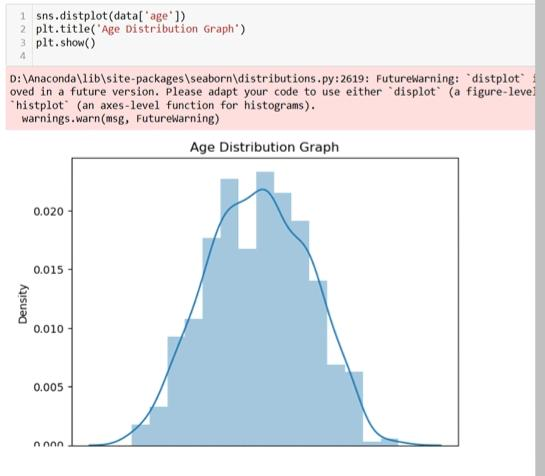 1 sns.distplot(data['age'])
2 plt.title('Age Distribution Graph')
3 plt.show()
4
D:\Anaconda\lib\site-packages\seaborn\distributions.py:2619: FutureWarning: `distplot`
oved in a future version. Please adapt your code to use either `displot` (a figure-level
`histplot` (an axes-level function for histograms).
warnings.warn(msg, FutureWarning)
Age Distribution Graph
0.020
0.015
Density
0.010
0.005
0.000